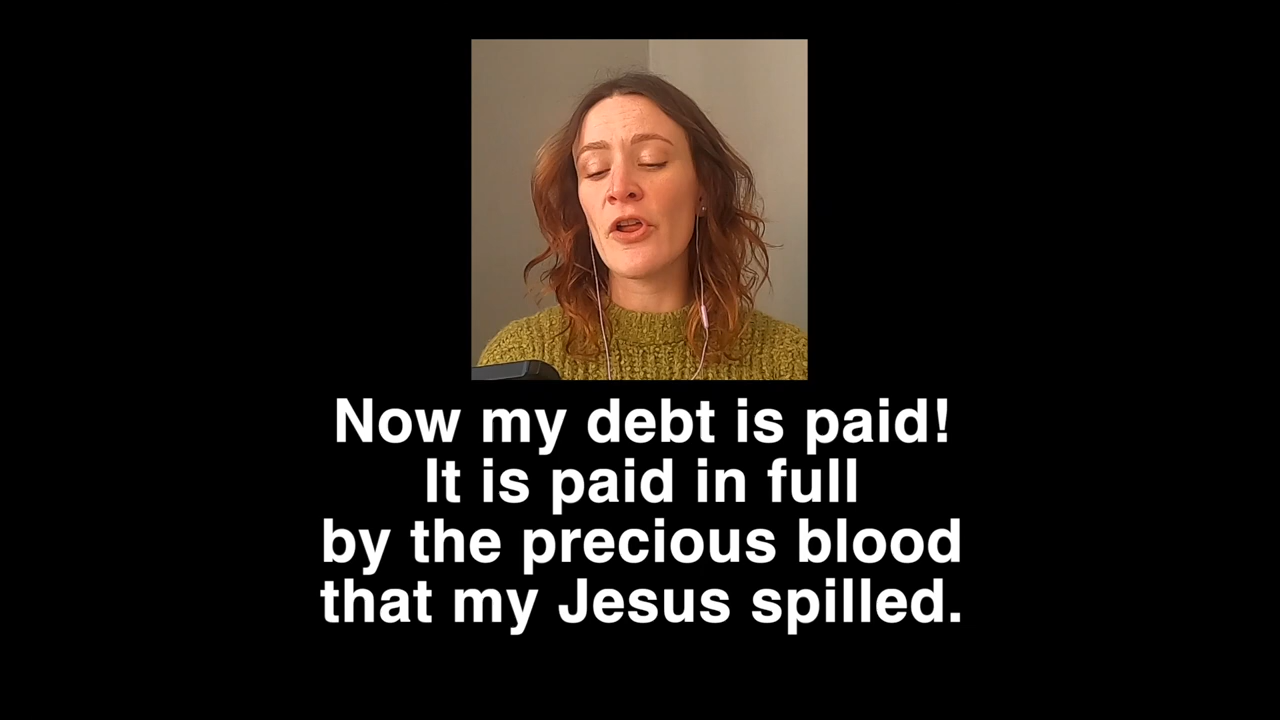 Now my debt is paid!
It is paid in full
by the precious blood
that my Jesus spilled.